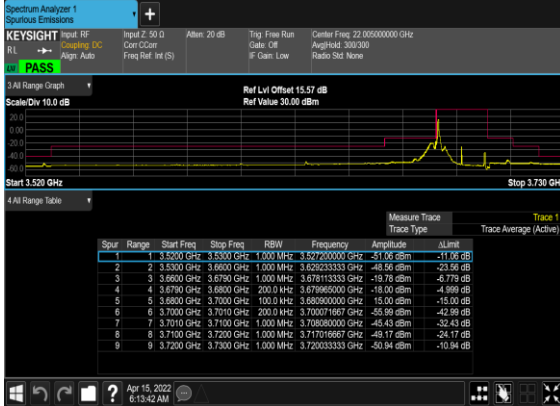 Spectrum Analyzer 1
Spurious Emissions
+
KEYSIGHT Input: RF Input Z: 50 Ω Atten: 20 dB Trig: Free Run Center Freq: 22.005000000 GHz
RL Coupling: DC Corr CCorr Gate: Off Avg|Hold: 300/300
Align: Auto Freq Ref: Int (S) IF Gain: Low Radio Std: None
PASS
3 All Range Graph Ref Lvl Offset 15.57 dB
Scale/Div 10.0 dB Ref Value 30.00 dBm
20.0
0.00
-20.0
-40.0
-60.0
Start 3.520 GHz Stop 3.730 GH
4 All Range Table
Measure Trace Trace 1
Trace Type Trace Average (Active)
Spur Range Start Freq Stop Freq RBW Frequency Amplitude ΔLimit
1 1 3.5200 GHz 3.5300 GHz 1.000 MHz 3.527200000 GHz -51.06 dBm -11.06 dB
2 2 3.5300 GHz 3.6600 GHz 1.000 MHz 3.629233333 GHz -48.56 dBm -23.56 dB
3 3 3.6600 GHz 3.6790 GHz 1.000 MHz 3.678113333 GHz -19.78 dBm -6.779 dB
4 4 3.6790 GHz 3.6800 GHz 200.0 kHz 3.679965000 GHz -18.00 dBm -4.999 dB
5 5 3.6800 GHz 3.7000 GHz 100.0 kHz 3.680900000 GHz 15.00 dBm -15.00 dB
6 6 3.7000 GHz 3.7010 GHz 200.0 kHz 3.700071667 GHz -55.99 dBm -42.99 dB
7 7 3.7010 GHz 3.7100 GHz 1.000 MHz 3.708080000 GHz -45.43 dBm -32.43 dB
8 8 3.7100 GHz 3.7200 GHz 1.000 MHz 3.717016667 GHz -49.17 dBm -24.17 dB
9 9 3.7200 GHz 3.7300 GHz 1.000 MHz 3.720033333 GHz -50.94 dBm -10.94 dB
? Apr 15, 2022
6:13:42 AM